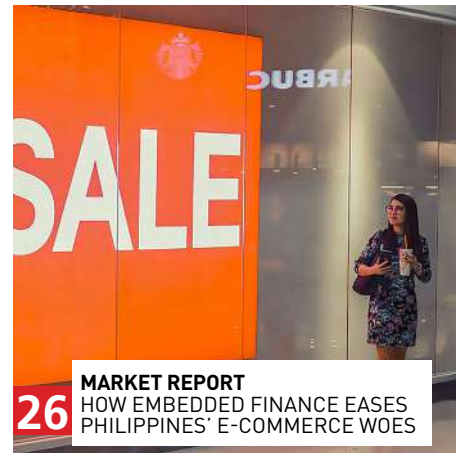 ARBUC
SALE
26
MARKET REPORT
HOW EMBEDDED FINANCE EASES
PHILIPPINES' E-COMMERCE WOES